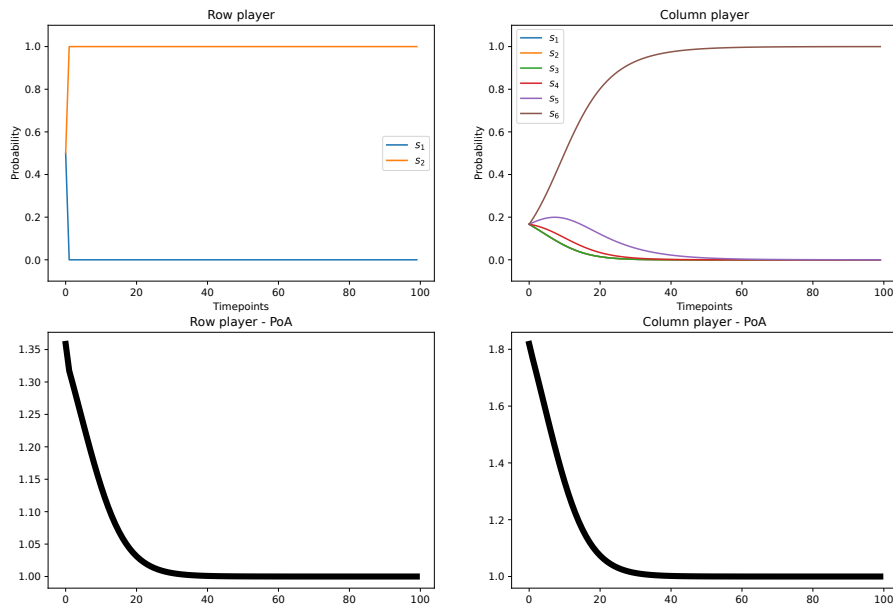 Row player
Probability
1.0
0.8
0.6
0.4
0.2
0.0
s1
s2
0 20 40 60 80 100
Timepoints
Column player
Probability
1.0
0.8
0.6
0.4
0.2
0.0
s1
s2
s3
s4
s5
s6
0 20 40 60 80 100
Timepoints
Row player - PoA
1.35
1.30
1.25
1.20
1.15
1.10
1.05
1.00
0 20 40 60 80 100
Column player - PoA
1.8
1.6
1.4
1.2
1.0
0 20 40 60 80 100